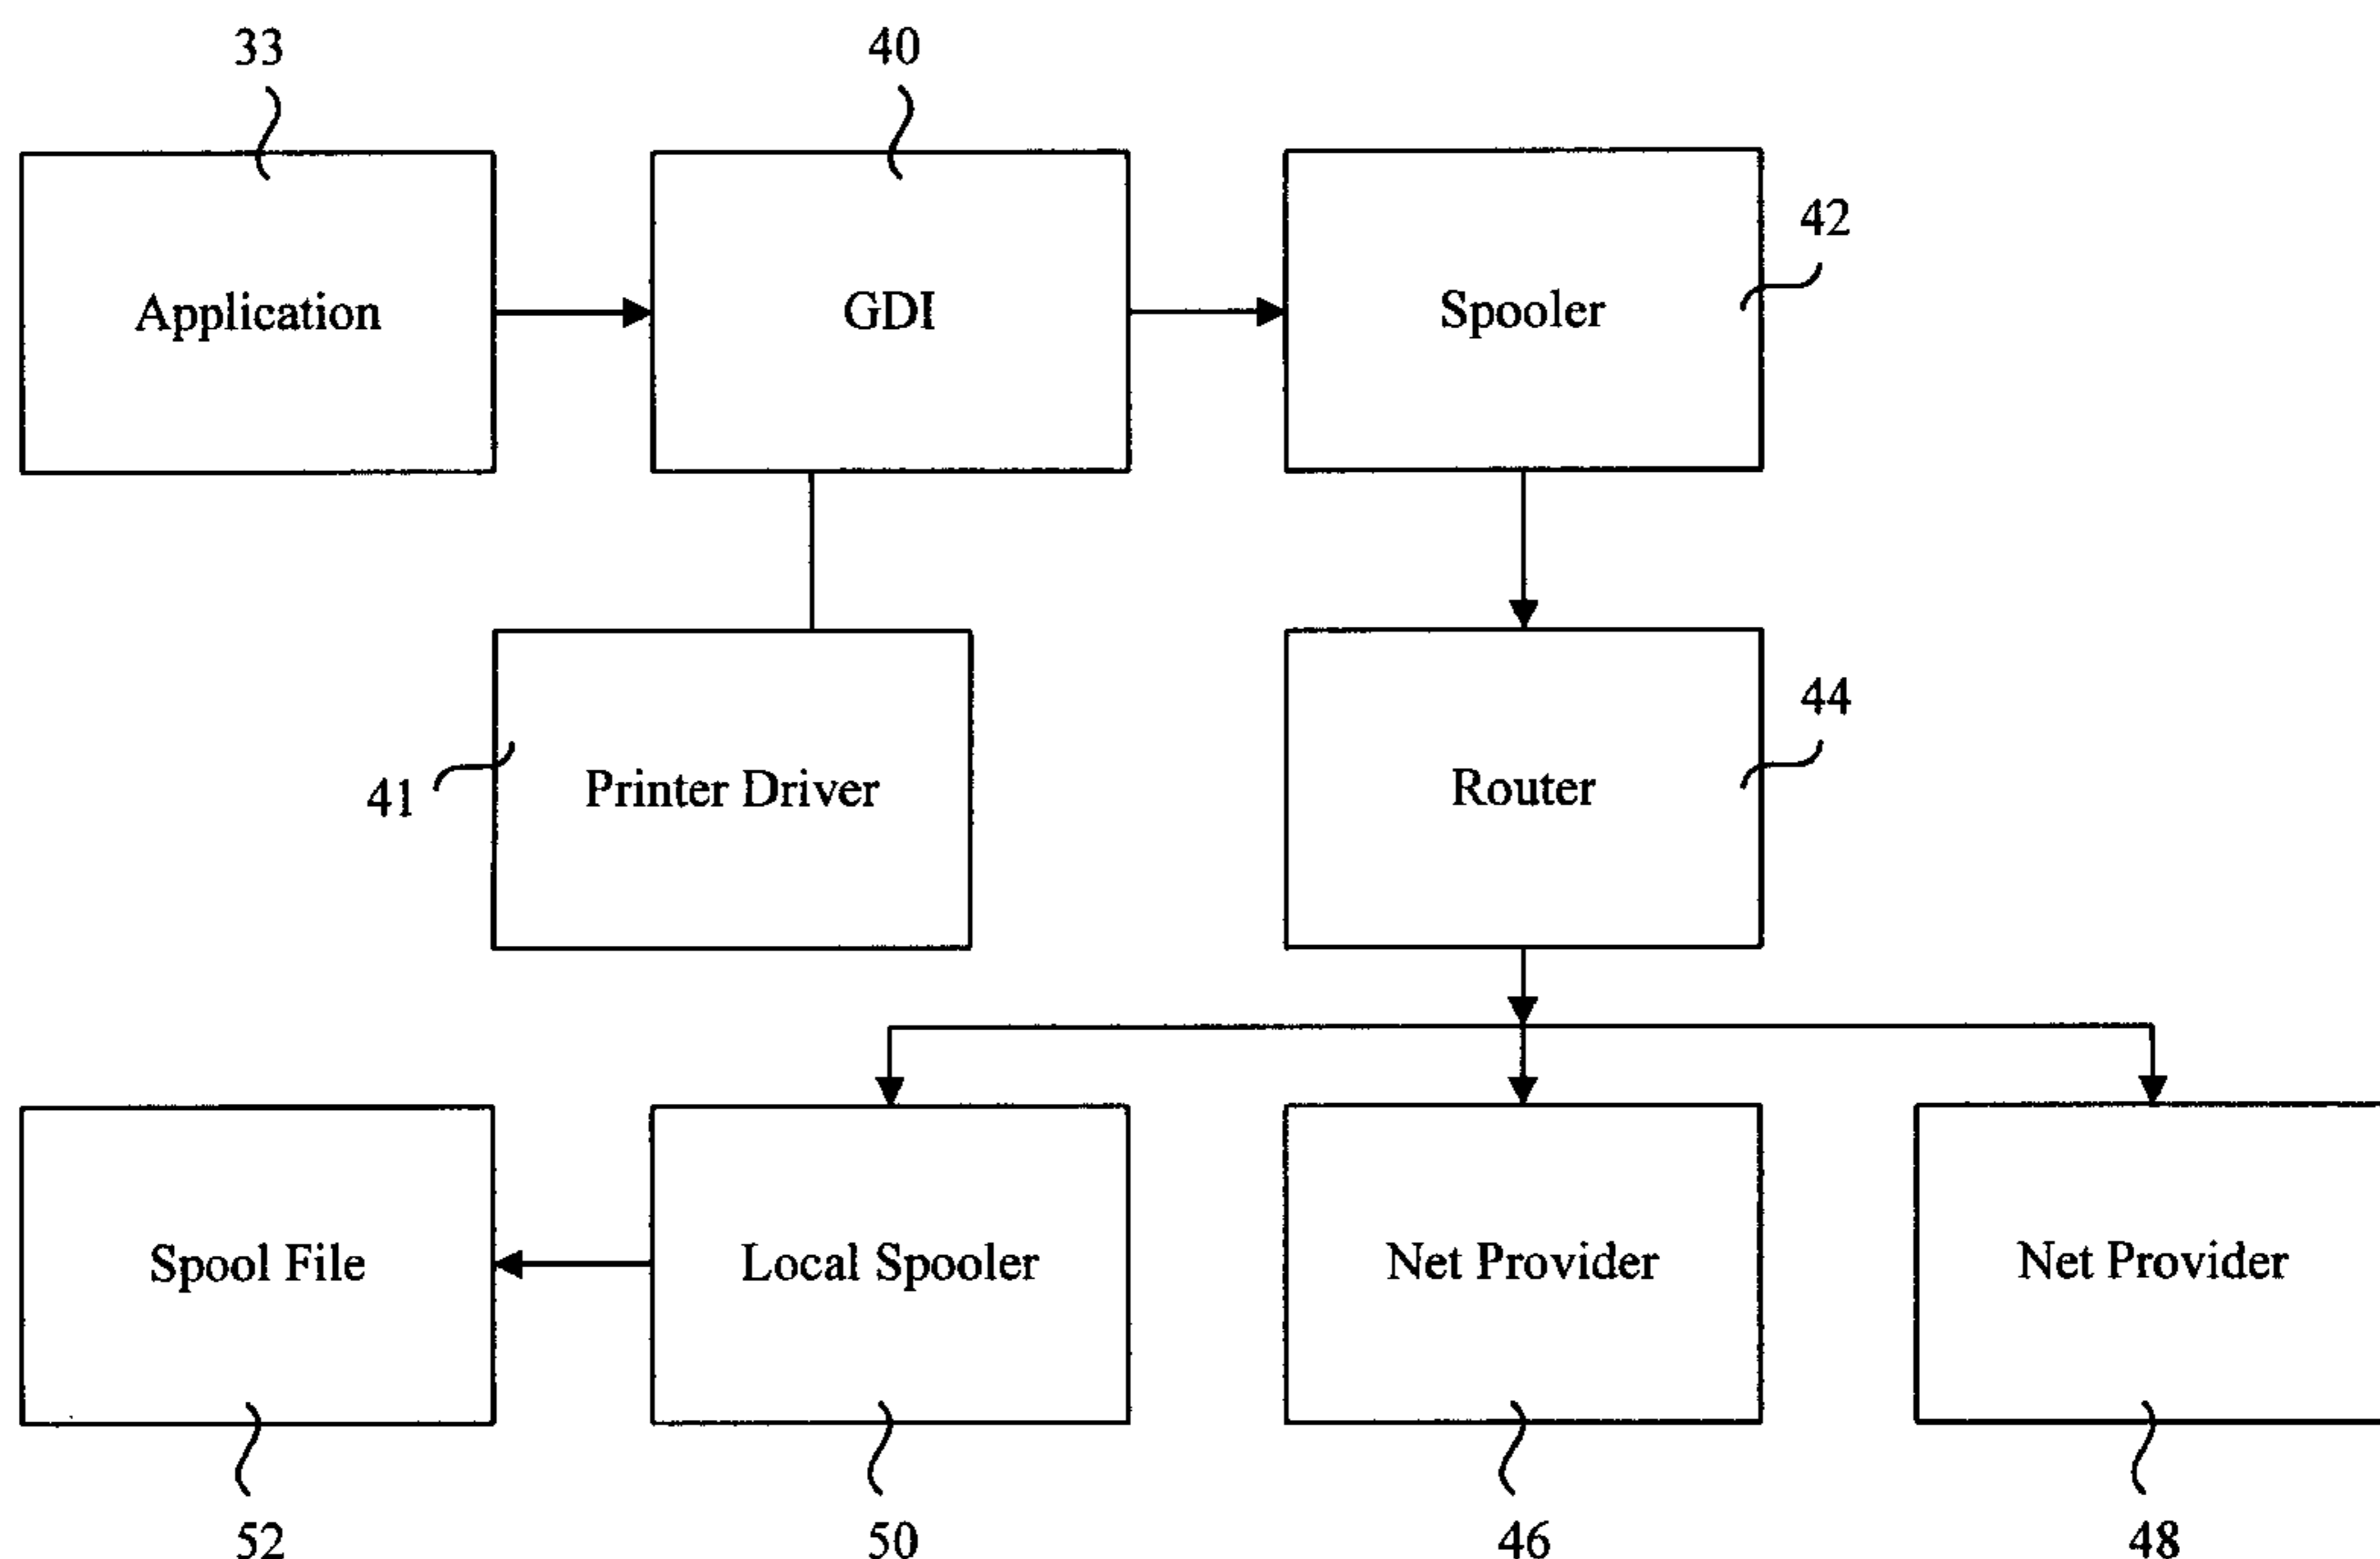 33
40
42
Application
GDI
Spooler
44
41
Printer Driver
Router
Spool File
Local Spooler
Net Provider
Net Provider
52
50
46
48